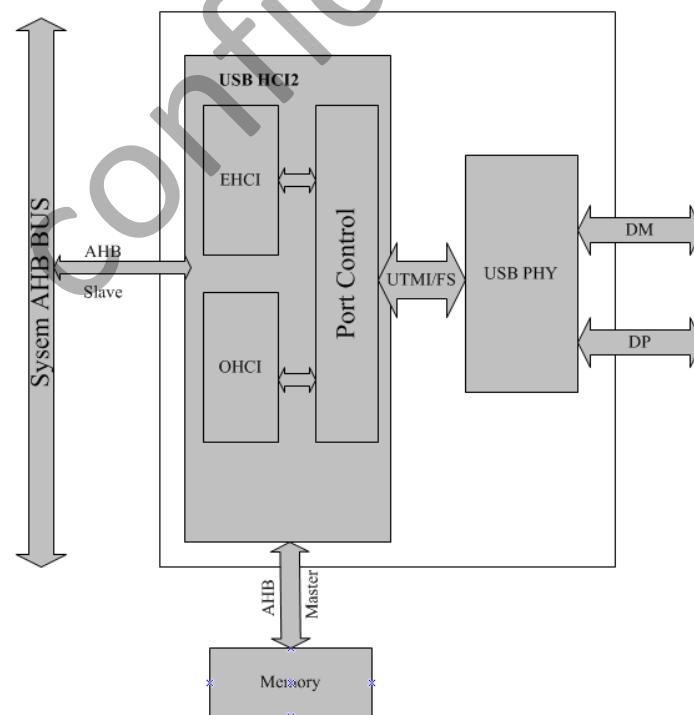 USB HCI2
EHCI
OHCI
Port Control
Sysem AHB BUS
AHB
Slave
UTMI/FS
USB PHY
DM
DP
AHB
Master
Memory
confi